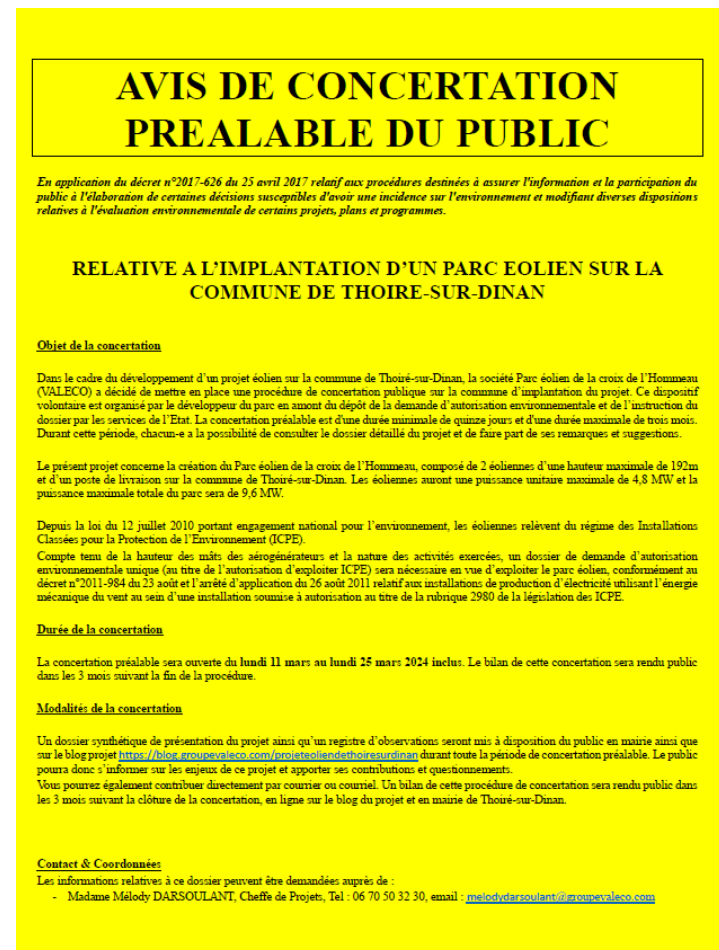 AVIS DE CONCERTATION
PREALABLE DU PUBLIC
En application du décret n°2017-626 du 25 avril 2017 relatif aux procédures destinées à assurer l'information et la participation du
public à l'élaboration de certaines décisions susceptibles d'avoir une incidence sur l'environnement et modifiant diverses dispositions
relatives à l'évaluation environnementale de certains projets, plans et programmes.
RELATIVE A L'IMPLANTATION D'UN PARC EOLIEN SUR LA
COMMUNE DE THOIRE-SUR-DINAN
Objet de la concertation
Dans le cadre du développement d'un projet éolien sur la commune de Thoiré-sur-Dinan, la société Parc éolien de la croix de l'Hommeau
(VALECO) a décidé de mettre en place une procédure de concertation publique sur la commune d'implantation du projet. Ce dispositif
volontaire est organisé par le développeur du parc en amont du dépôt de la demande d'autorisation environnementale et de l'instruction du
dossier par les services de l'Etat. La concertation préalable est d'une durée minimale de quinze jours et d'une durée maximale de trois mois.
Durant cette période, chacun-e a la possibilité de consulter le dossier détaillé du projet et de faire part de ses remarques et suggestions.
Le présent projet concerne la création du Parc éolien de la croix de l'Hommeau, composé de 2 éoliennes d'une hauteur maximale de 192m
et d'un poste de livraison sur la commune de Thoiré-sur-Dinan. Les éoliennes auront une puissance unitaire maximale de 4,8 MW et la
puissance maximale totale du parc sera de 9,6 MW.
Depuis la loi du 12 juillet 2010 portant engagement national pour l'environnement, les éoliennes relèvent du régime des Installations
Classées pour la Protection de l'Environnement (ICPE).
Compte tenu de la hauteur des mâts des aérogénérateurs et la nature des activités exercées, un dossier de demande d'autorisation
environnementale unique (au titre de l'autorisation d'exploiter ICPE) sera nécessaire en vue d'exploiter le parc éolien, conformément au
décret n°2011-984 du 23 août et l'arrêté d'application du 26 août 2011 relatif aux installations de production d'électricité utilisant l'énergie
mécanique du vent au sein d'une installation soumise à autorisation au titre de la rubrique 2980 de la législation des ICPE.
Durée de la concertation
La concertation préalable sera ouverte du lundi 11 mars au lundi 25 mars 2024 inclus. Le bilan de cette concertation sera rendu public
dans les 3 mois suivant la fin de la procédure.
Modalités de la concertation
Un dossier synthétique de présentation du projet ainsi qu'un registre d'observations seront mis à disposition du public en mairie ainsi que
sur le blog projet https://blog.groupevaleco.com/projeteoliendethoiresurdinan durant toute la période de concertation préalable. Le public
pourra donc s'informer sur les enjeux de ce projet et apporter ses contributions et questionnements.
Vous pourrez également contribuer directement par courrier ou courriel. Un bilan de cette procédure de concertation sera rendu public dans
les 3 mois suivant la clôture de la concertation, en ligne sur le blog du projet et en mairie de Thoiré-sur-Dinan.
Contact & Coordonnées
Les informations relatives à ce dossier peuvent être demandées auprès de :
- Madame Mélody DARSOULANT, Cheffe de Projets, Tel : 06 70 50 32 30, email : melodydarsoulant@groupevaleco.com